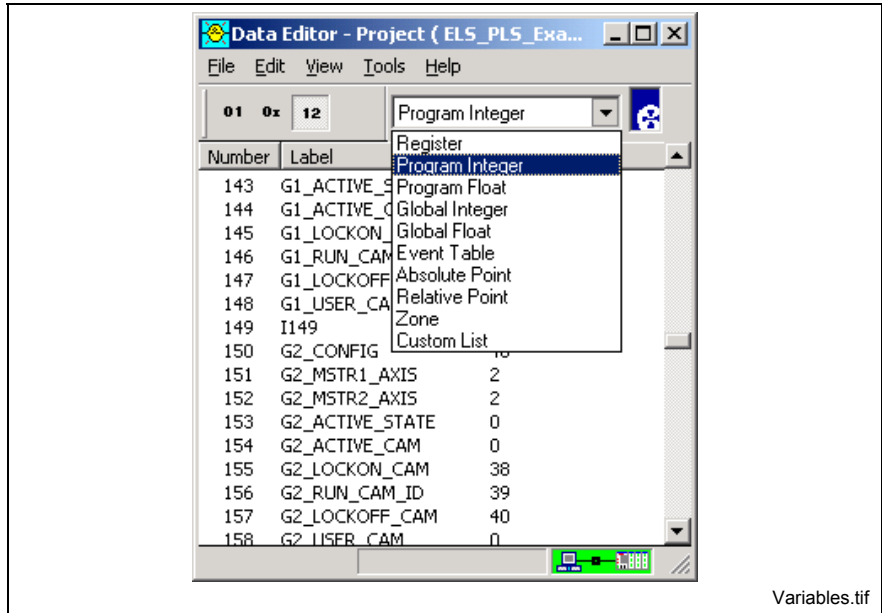 Data Editor - Project ( ELS_PLS_Exa...
File Edit View Tools Help
01 0x 12 Program Integer
Number Label
Register
Program Integer
Program Float
Global Integer
Global Float
Event Table
Absolute Point
Relative Point
Zone
Custom List
143 G1_ACTIVE_S
144 G1_ACTIVE_C
145 G1_LOCKON_
146 G1_RUN_CAM
147 G1_LOCKOFF
148 G1_USER_CA
149 I149
150 G2_CONFIG
151 G2_MSTR1_AXIS 2
152 G2_MSTR2_AXIS 2
153 G2_ACTIVE_STATE 0
154 G2_ACTIVE_CAM 0
155 G2_LOCKON_CAM 38
156 G2_RUN_CAM_ID 39
157 G2_LOCKOFF_CAM 40
158 G2_USER_CAM 0
Variables.tif